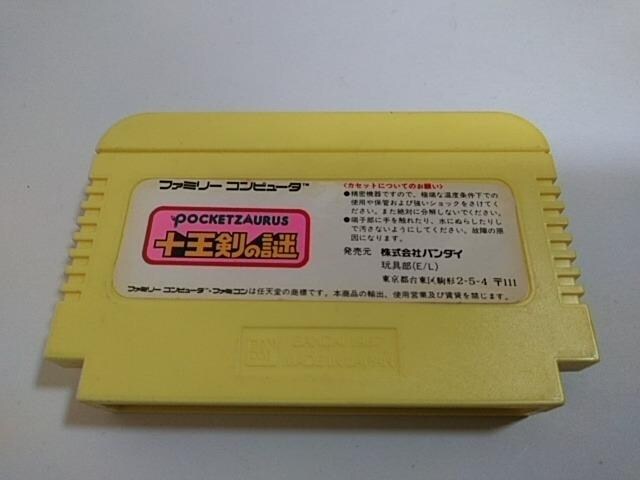 ファミリー コンピュータ™
POCKETZAURUS
十王剣の謎
〈カセットについてのお願い〉
●精密機器ですので、極端な温度条件下での
使用や保管および強いショックをさけてく
ださい。また絶対に分解しないでください。
●端子部に手を触れたり、水にぬらしたりし
て汚さないようにしてください。故障の原
因になります。
発売元 株式会社バンダイ
玩具部(E/L)
東京都台東区駒形2-5-4 〒111
ファミリー コンピュータ・ファミコンは任天堂の商標です。本商品の輸出、使用営業及び賃貸を禁じます。
BANDAI 1987
MADE IN JAPAN